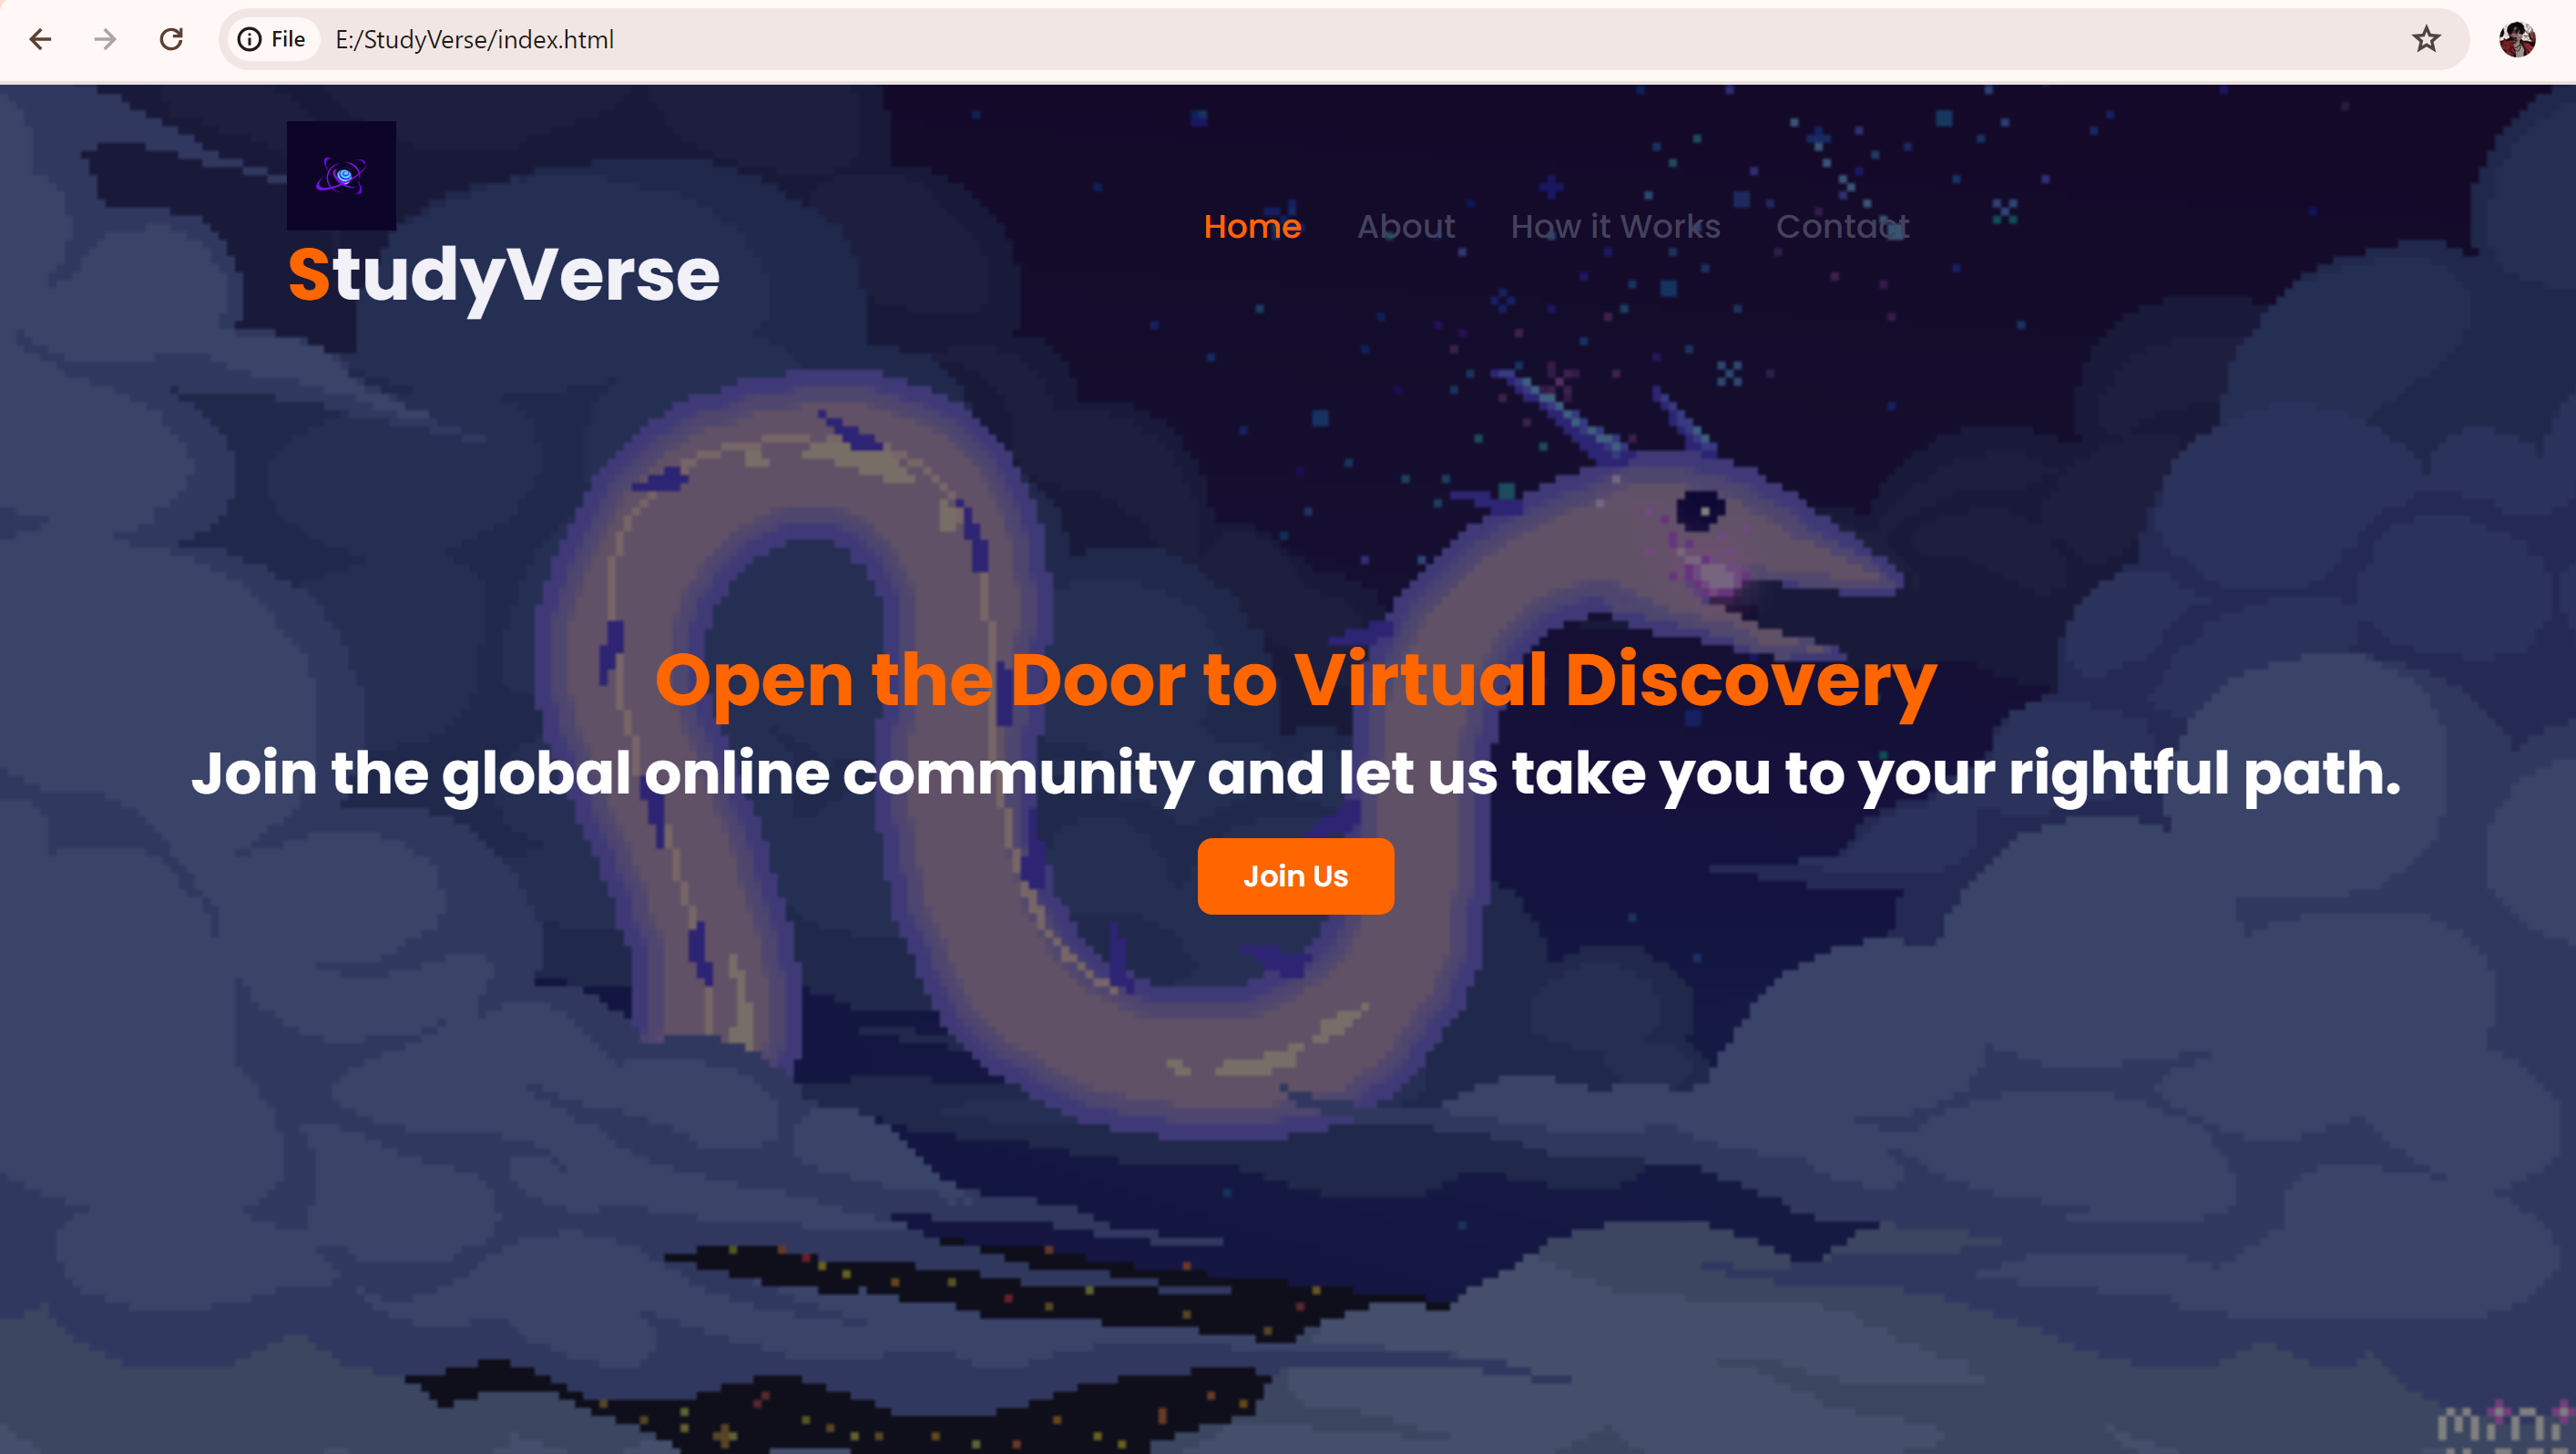 File E:/StudyVerse/index.html
Home About How it Works Contact
StudyVerse
Open the Door to Virtual Discovery
Join the global online community and let us take you to your rightful path.
Join Us